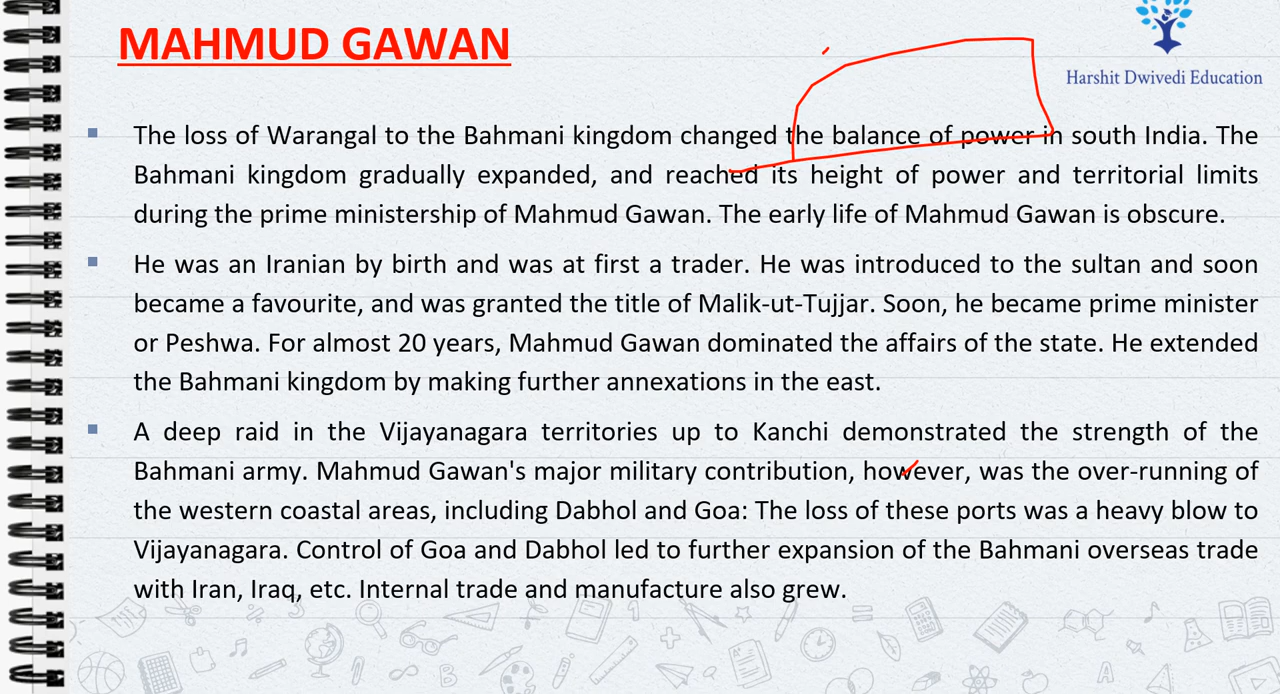 MAHMUD GAWAN
Harshit Dwivedi Education
▪ The loss of Warangal to the Bahmani kingdom changed the balance of power in south India. The
Bahmani kingdom gradually expanded, and reached its height of power and territorial limits
during the prime ministership of Mahmud Gawan. The early life of Mahmud Gawan is obscure.
▪ He was an Iranian by birth and was at first a trader. He was introduced to the sultan and soon
became a favourite, and was granted the title of Malik-ut-Tujjar. Soon, he became prime minister
or Peshwa. For almost 20 years, Mahmud Gawan dominated the affairs of the state. He extended
the Bahmani kingdom by making further annexations in the east.
▪ A deep raid in the Vijayanagara territories up to Kanchi demonstrated the strength of the
Bahmani army. Mahmud Gawan's major military contribution, however, was the over-running of
the western coastal areas, including Dabhol and Goa: The loss of these ports was a heavy blow to
Vijayanagara. Control of Goa and Dabhol led to further expansion of the Bahmani overseas trade
with Iran, Iraq, etc. Internal trade and manufacture also grew.